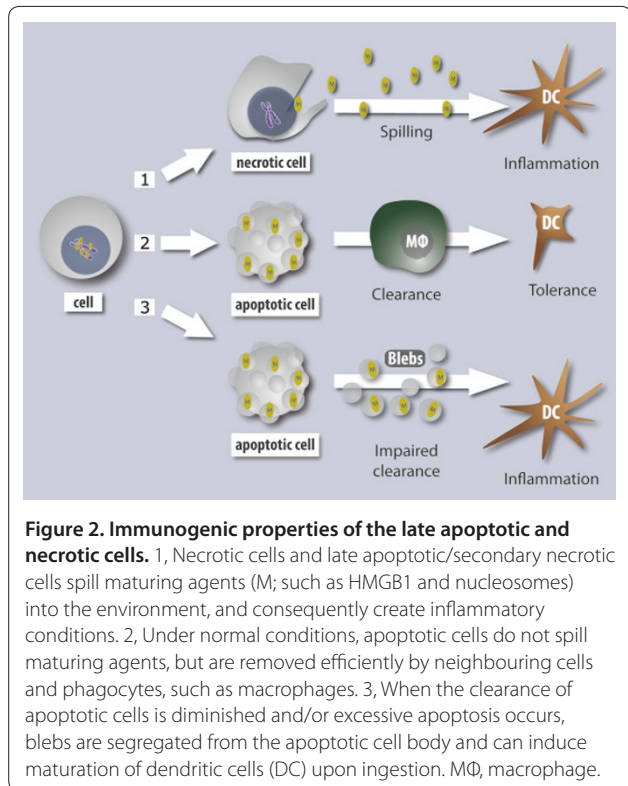 M M M M M M M M
DC
Spilling
necrotic cell
Inflammation
1
2
M M M M M M
MΦ
DC
cell
apoptotic cell
Clearance
Tolerance
3
Blebs
M M M M M M
M M M M M
DC
apoptotic cell
Impaired
clearance
Inflammation
Figure 2. Immunogenic properties of the late apoptotic and
necrotic cells. 1, Necrotic cells and late apoptotic/secondary necrotic
cells spill maturing agents (M; such as HMGB1 and nucleosomes)
into the environment, and consequently create inflammatory
conditions. 2, Under normal conditions, apoptotic cells do not spill
maturing agents, but are removed efficiently by neighbouring cells
and phagocytes, such as macrophages. 3, When the clearance of
apoptotic cells is diminished and/or excessive apoptosis occurs,
blebs are segregated from the apoptotic cell body and can induce
maturation of dendritic cells (DC) upon ingestion. MΦ, macrophage.